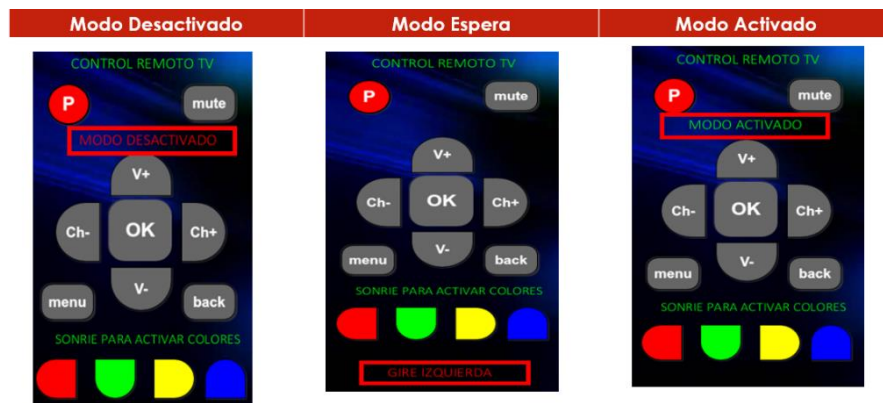 Modo Desactivado
Modo Espera
Modo Activado
CONTROL REMOTO TV
P
mute
MODO DESACTIVADO
V+
Ch-
OK
Ch+
V-
menu
back
SONRIE PARA ACTIVAR COLORES
CONTROL REMOTO TV
P
mute
V+
Ch-
OK
Ch+
V-
menu
back
SONRIE PARA ACTIVAR COLORES
GIRE IZQUIERDA
CONTROL REMOTO TV
P
mute
MODO ACTIVADO
V+
Ch-
OK
Ch+
V-
menu
back
SONRIE PARA ACTIVAR COLORES